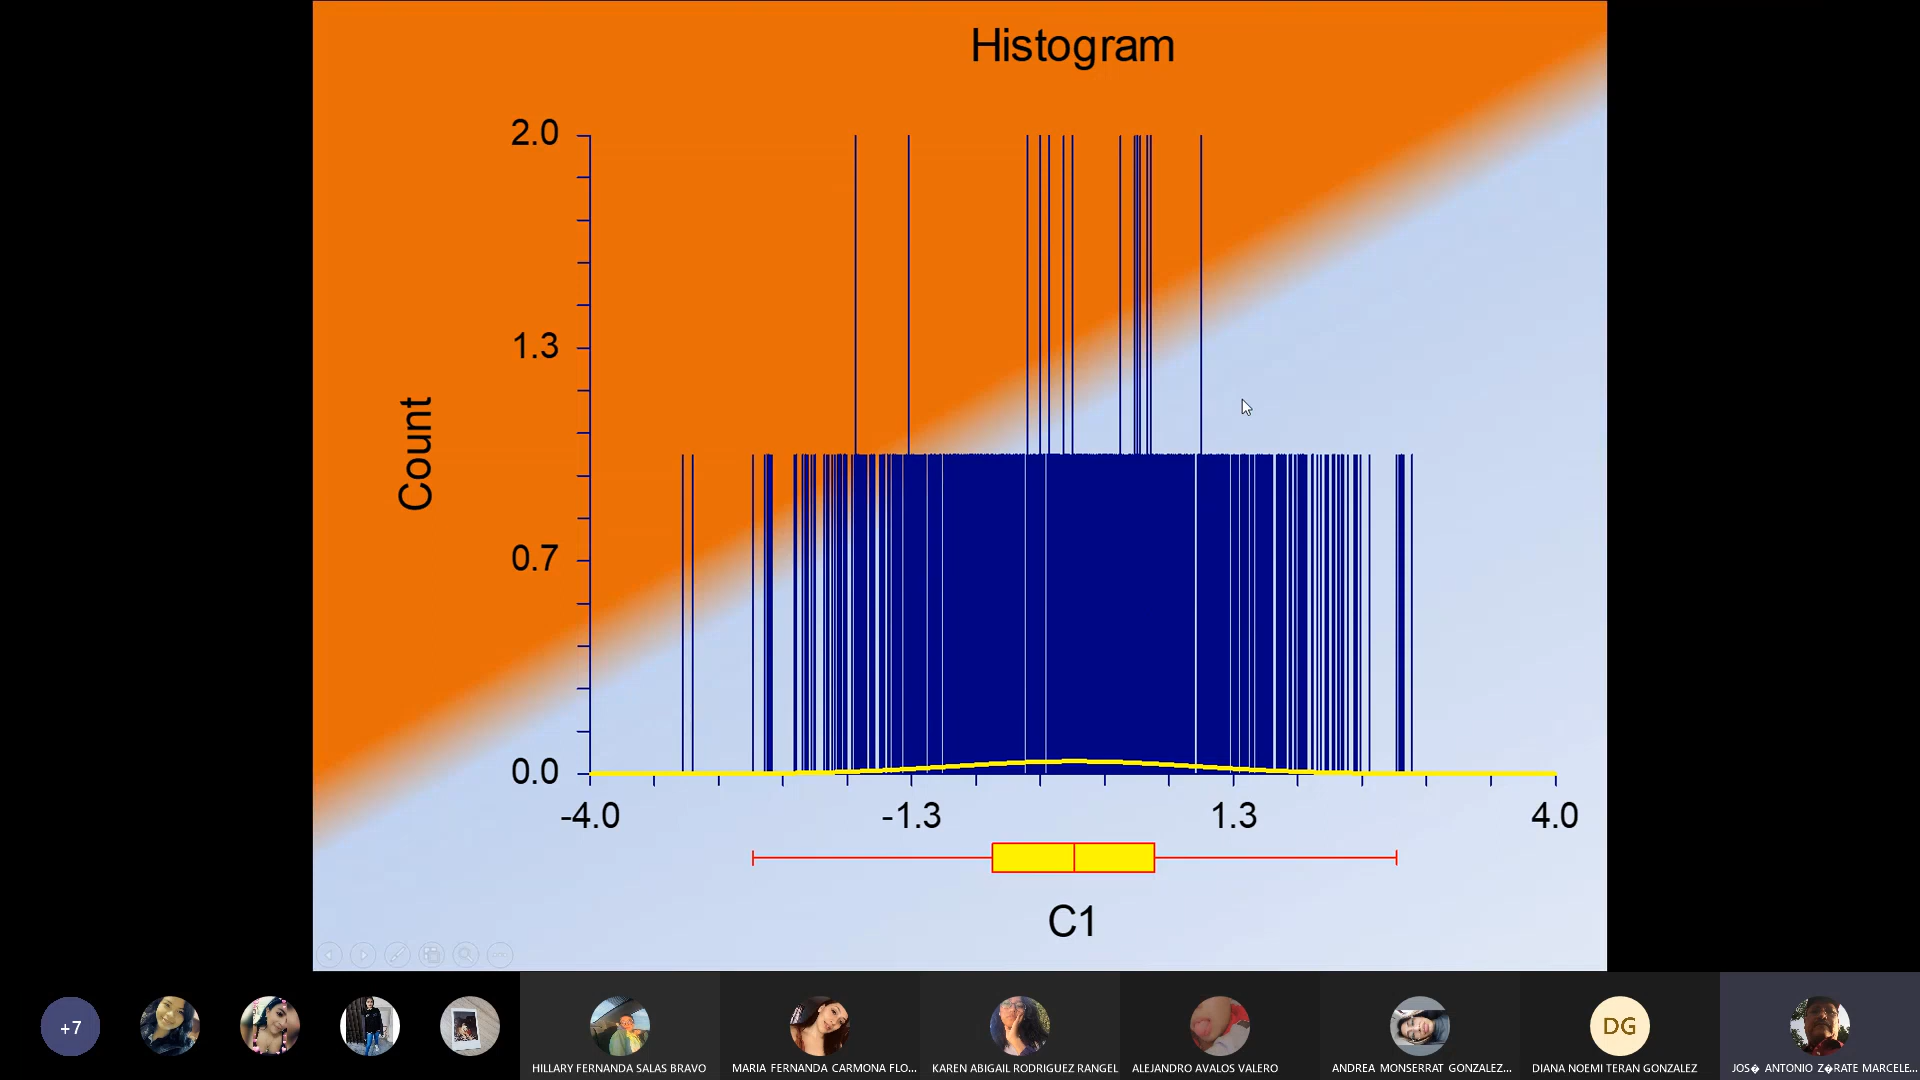 Histogram
2.0
1.3
Count
0.7
0.0
-4.0 -1.3 1.3 4.0
C1
+7
HILLARY FERNANDA SALAS BRAVO
MARIA FERNANDA CARMONA FLO...
KAREN ABIGAIL RODRIGUEZ RANGEL
ALEJANDRO AVALOS VALERO
ANDREA MONSERRAT GONZALEZ...
DG
DIANA NOEMI TERAN GONZALEZ
JOS� ANTONIO Z�RATE MARCELE...